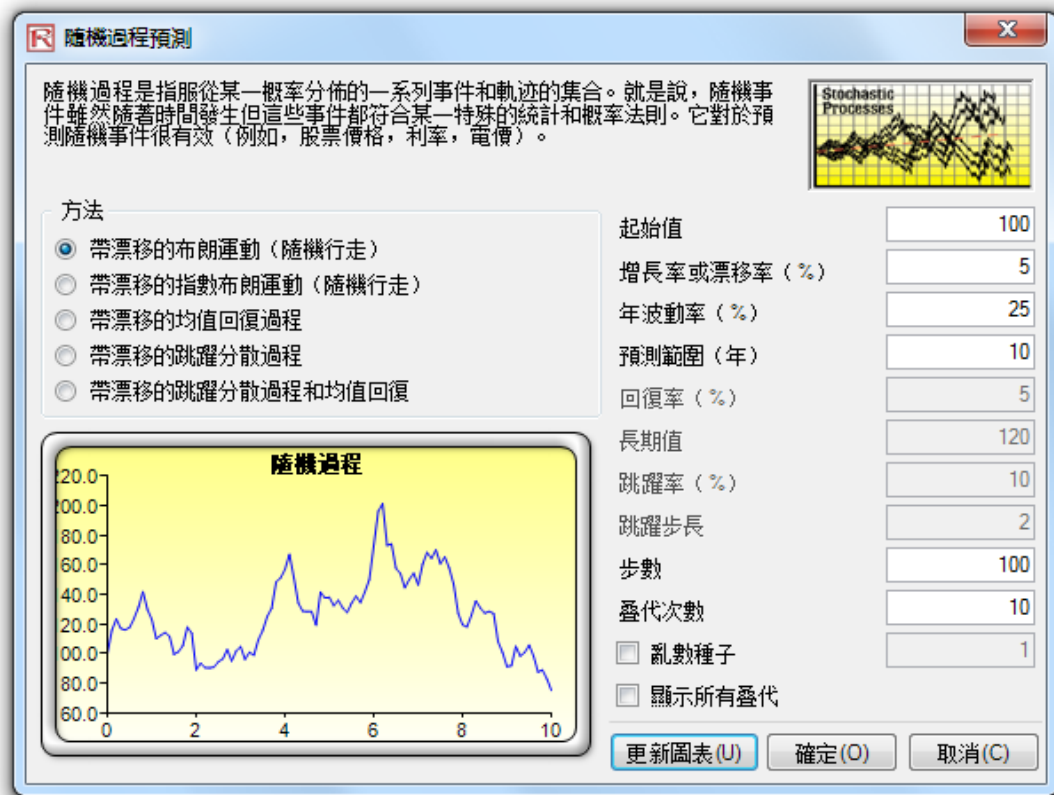 隨機過程預測
隨機過程是指服從某一概率分佈的一系列事件和軌迹的集合。就是說，隨機事
件雖然隨著時間發生但這些事件都符合某一特殊的統計和概率法則。它對於預
測隨機事件很有效（例如，股票價格，利率，電價）。
Stochastic
Processes
方法
帶漂移的布朗運動（隨機行走）
帶漂移的指數布朗運動（隨機行走）
帶漂移的均值回復過程
帶漂移的跳躍分散過程
帶漂移的跳躍分散過程和均值回復
起始值 100
增長率或漂移率（%） 5
年波動率（%） 25
預測範圍（年） 10
回復率（%） 5
長期值 120
跳躍率（%） 10
跳躍步長 2
步數 100
叠代次數 10
亂數種子 1
顯示所有叠代
隨機過程
220.0
200.0
80.0
60.0
40.0
20.0
00.0
80.0
60.0
0 2 4 6 8 10
更新圖表(U) 確定(O) 取消(C)